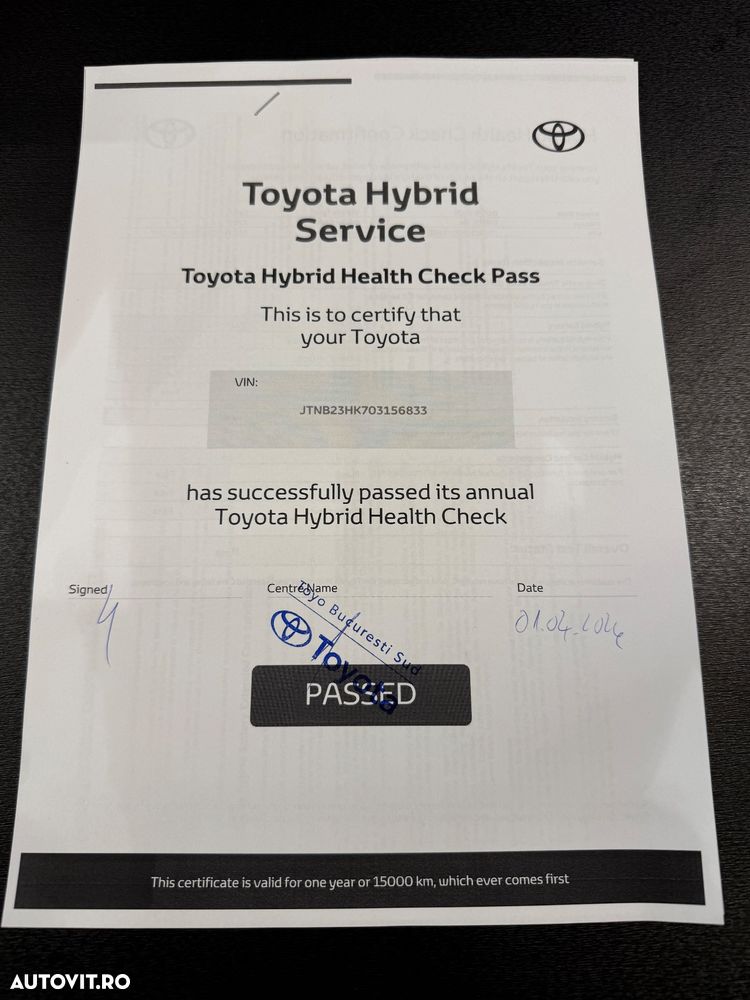 Toyota Hybrid
Service
Toyota Hybrid Health Check Pass
This is to certify that
your Toyota
VIN:
JTNB23HK703156833
has successfully passed its annual
Toyota Hybrid Health Check
Signed
Centre Name
Date
Toyo Bucuresti Sud
Toyota
01.04.2024
PASSED
This certificate is valid for one year or 15000 km, which ever comes first
AUTOVIT.RO